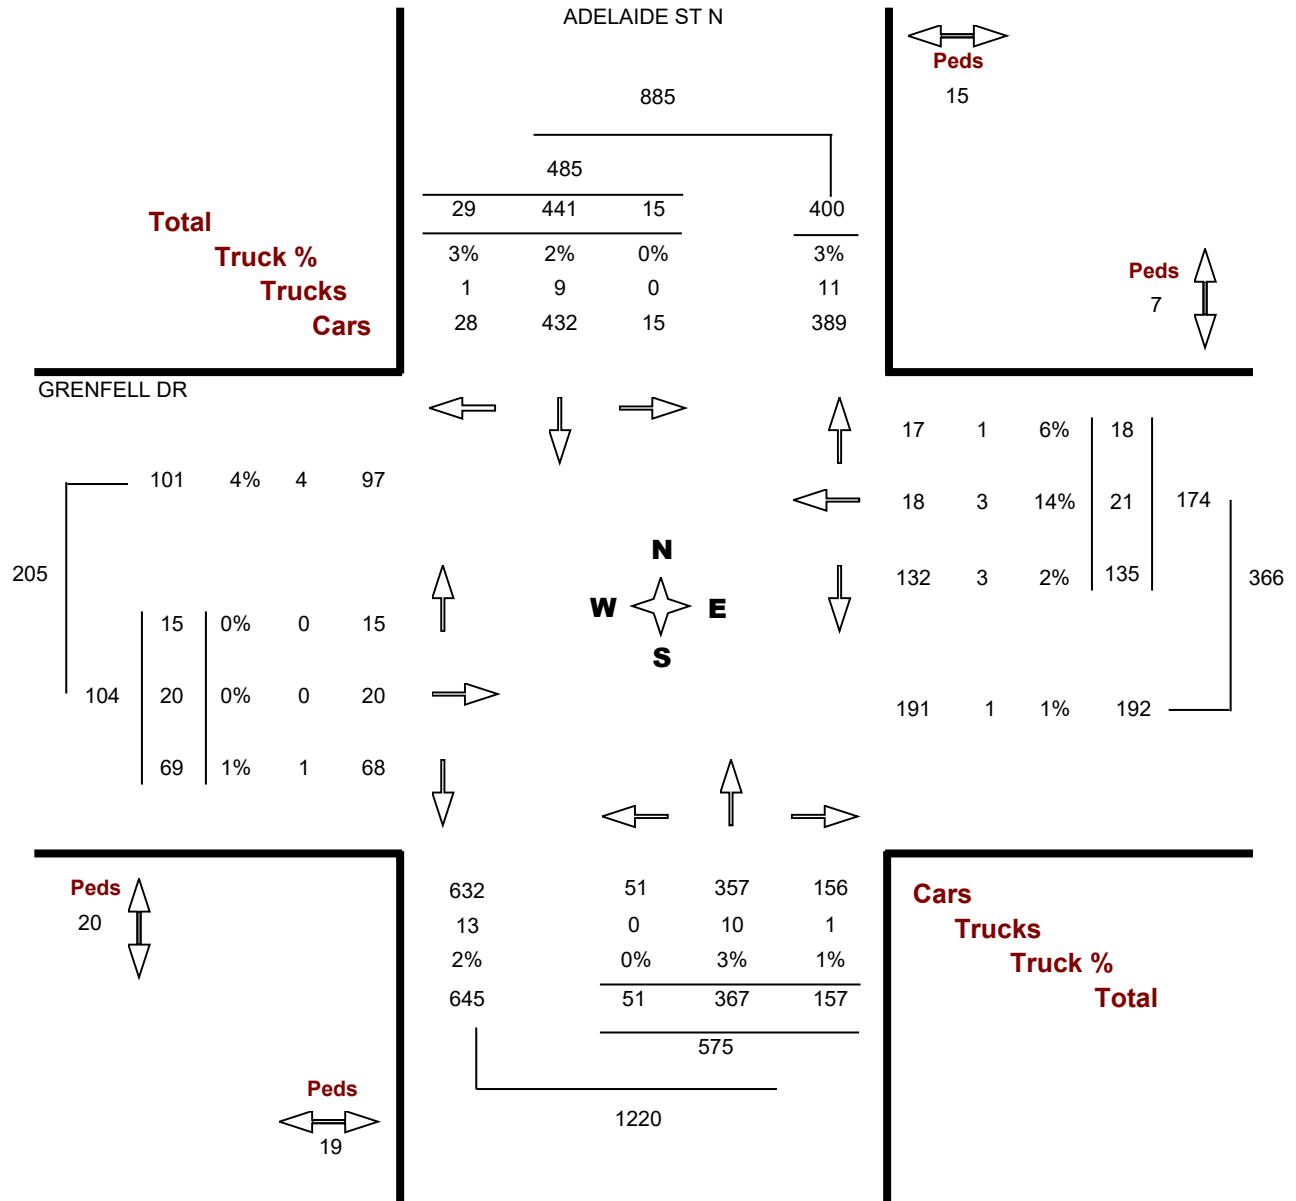 ADELAIDE ST N
Peds
15
885
485
29 441 15 400
Total
3% 2% 0% 3%
Truck %
1 9 0 11
Trucks
28 432 15 389
Cars
Peds
7
GRENFELL DR
17 1 6% 18
101 4% 4 97
18 3 14% 21 174
N
205
132 3 2% 135 366
W E
S
15 0% 0 15
104 20 0% 0 20
191 1 1% 192
69 1% 1 68
Peds
20
632 51 357 156
Cars
13 0 10 1
Trucks
2% 0% 3% 1%
Truck %
645 51 367 157
Total
575
Peds
19
1220